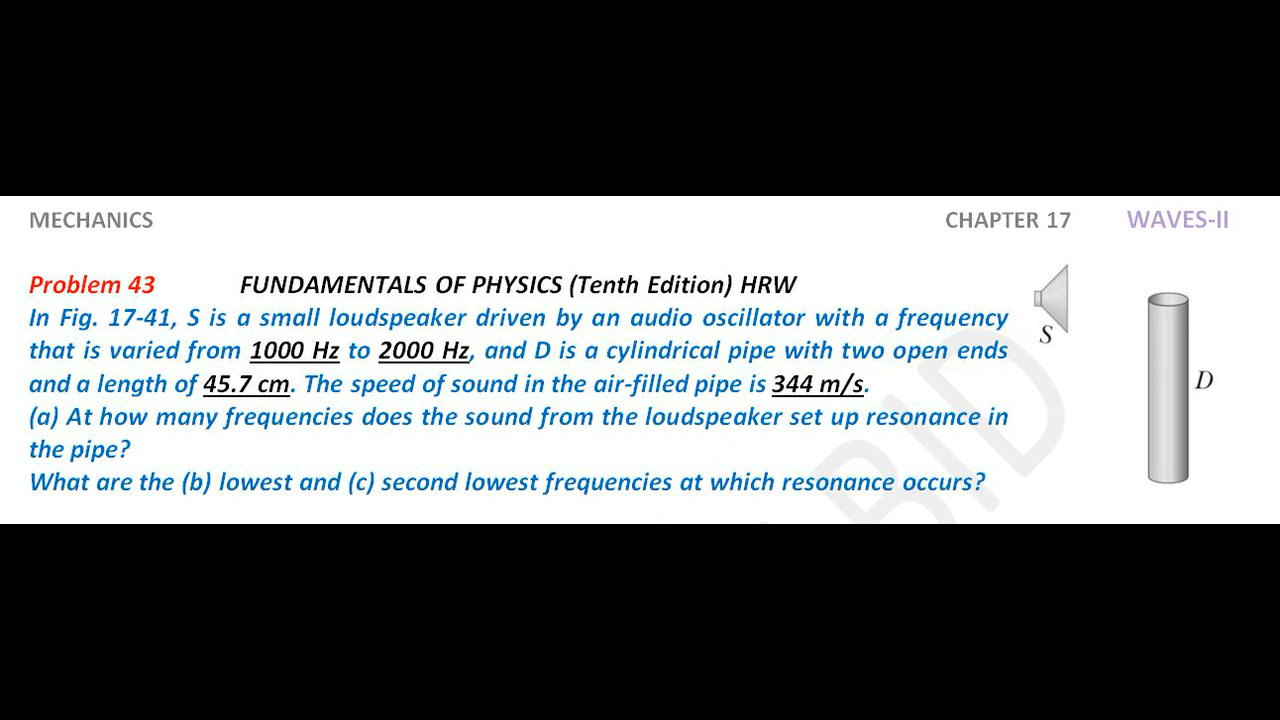 MECHANICS CHAPTER 17 WAVES-II
Problem 43 FUNDAMENTALS OF PHYSICS (Tenth Edition) HRW
In Fig. 17-41, S is a small loudspeaker driven by an audio oscillator with a frequency
that is varied from 1000 Hz to 2000 Hz, and D is a cylindrical pipe with two open ends
and a length of 45.7 cm. The speed of sound in the air-filled pipe is 344 m/s.
(a) At how many frequencies does the sound from the loudspeaker set up resonance in
the pipe?
What are the (b) lowest and (c) second lowest frequencies at which resonance occurs?
S
D